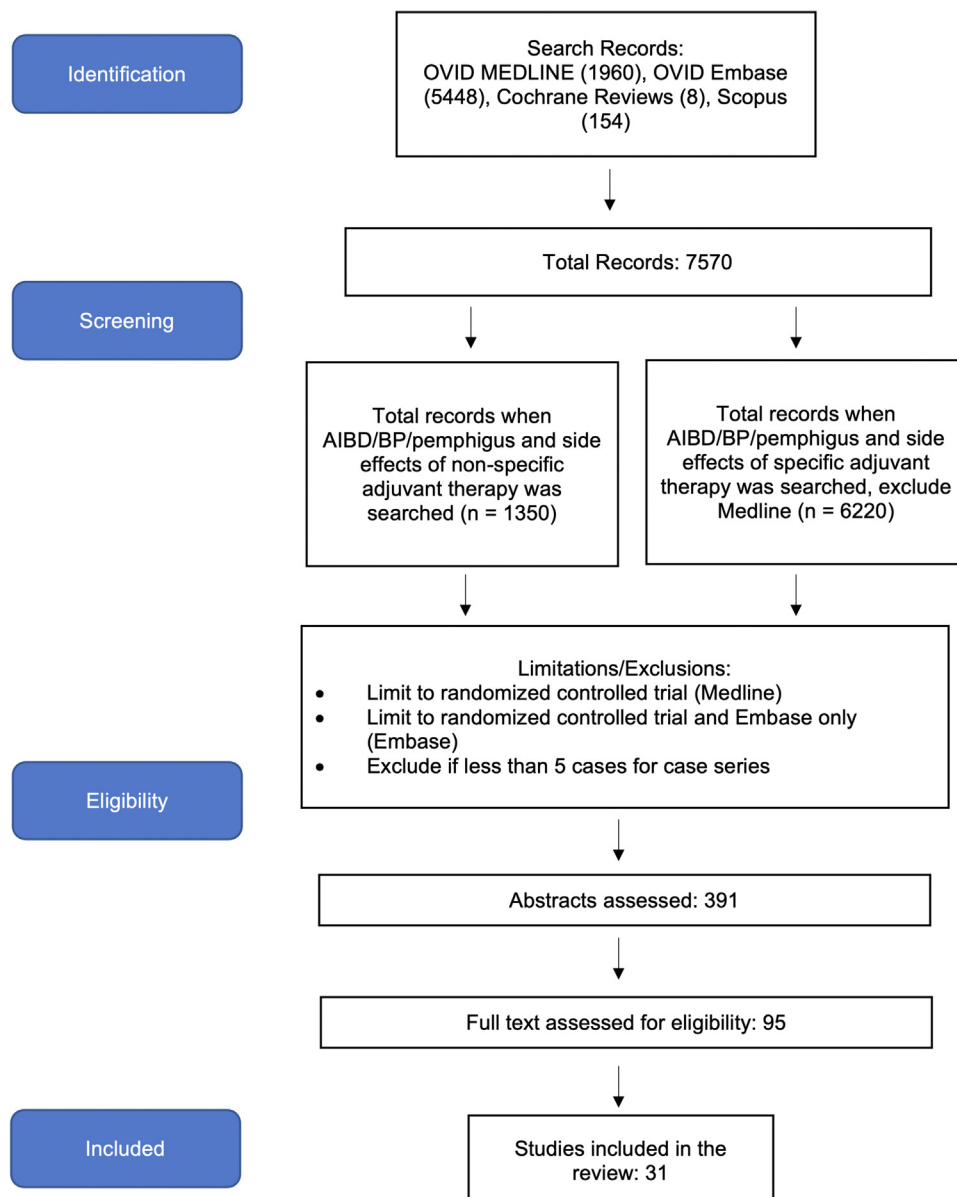 Identification
Search Records:
OVID MEDLINE (1960), OVID Embase
(5448), Cochrane Reviews (8), Scopus
(154)
Total Records: 7570
Screening
Total records when
AIBD/BP/pemphigus and side
effects of non-specific
adjuvant therapy was
searched (n = 1350)
Total records when
AIBD/BP/pemphigus and side
effects of specific adjuvant
therapy was searched, exclude
Medline (n = 6220)
Limitations/Exclusions:
• Limit to randomized controlled trial (Medline)
• Limit to randomized controlled trial and Embase only
(Embase)
• Exclude if less than 5 cases for case series
Eligibility
Abstracts assessed: 391
Full text assessed for eligibility: 95
Included
Studies included in the
review: 31